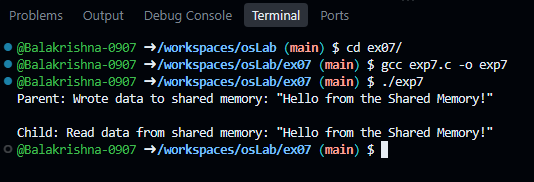 Problems Output Debug Console Terminal Ports
@Balakrishna-0907 ➜/workspaces/osLab (main) $ cd ex07/
@Balakrishna-0907 ➜/workspaces/osLab/ex07 (main) $ gcc exp7.c -o exp7
@Balakrishna-0907 ➜/workspaces/osLab/ex07 (main) $ ./exp7
Parent: Wrote data to shared memory: "Hello from the Shared Memory!"
Child: Read data from shared memory: "Hello from the Shared Memory!"
@Balakrishna-0907 ➜/workspaces/osLab/ex07 (main) $